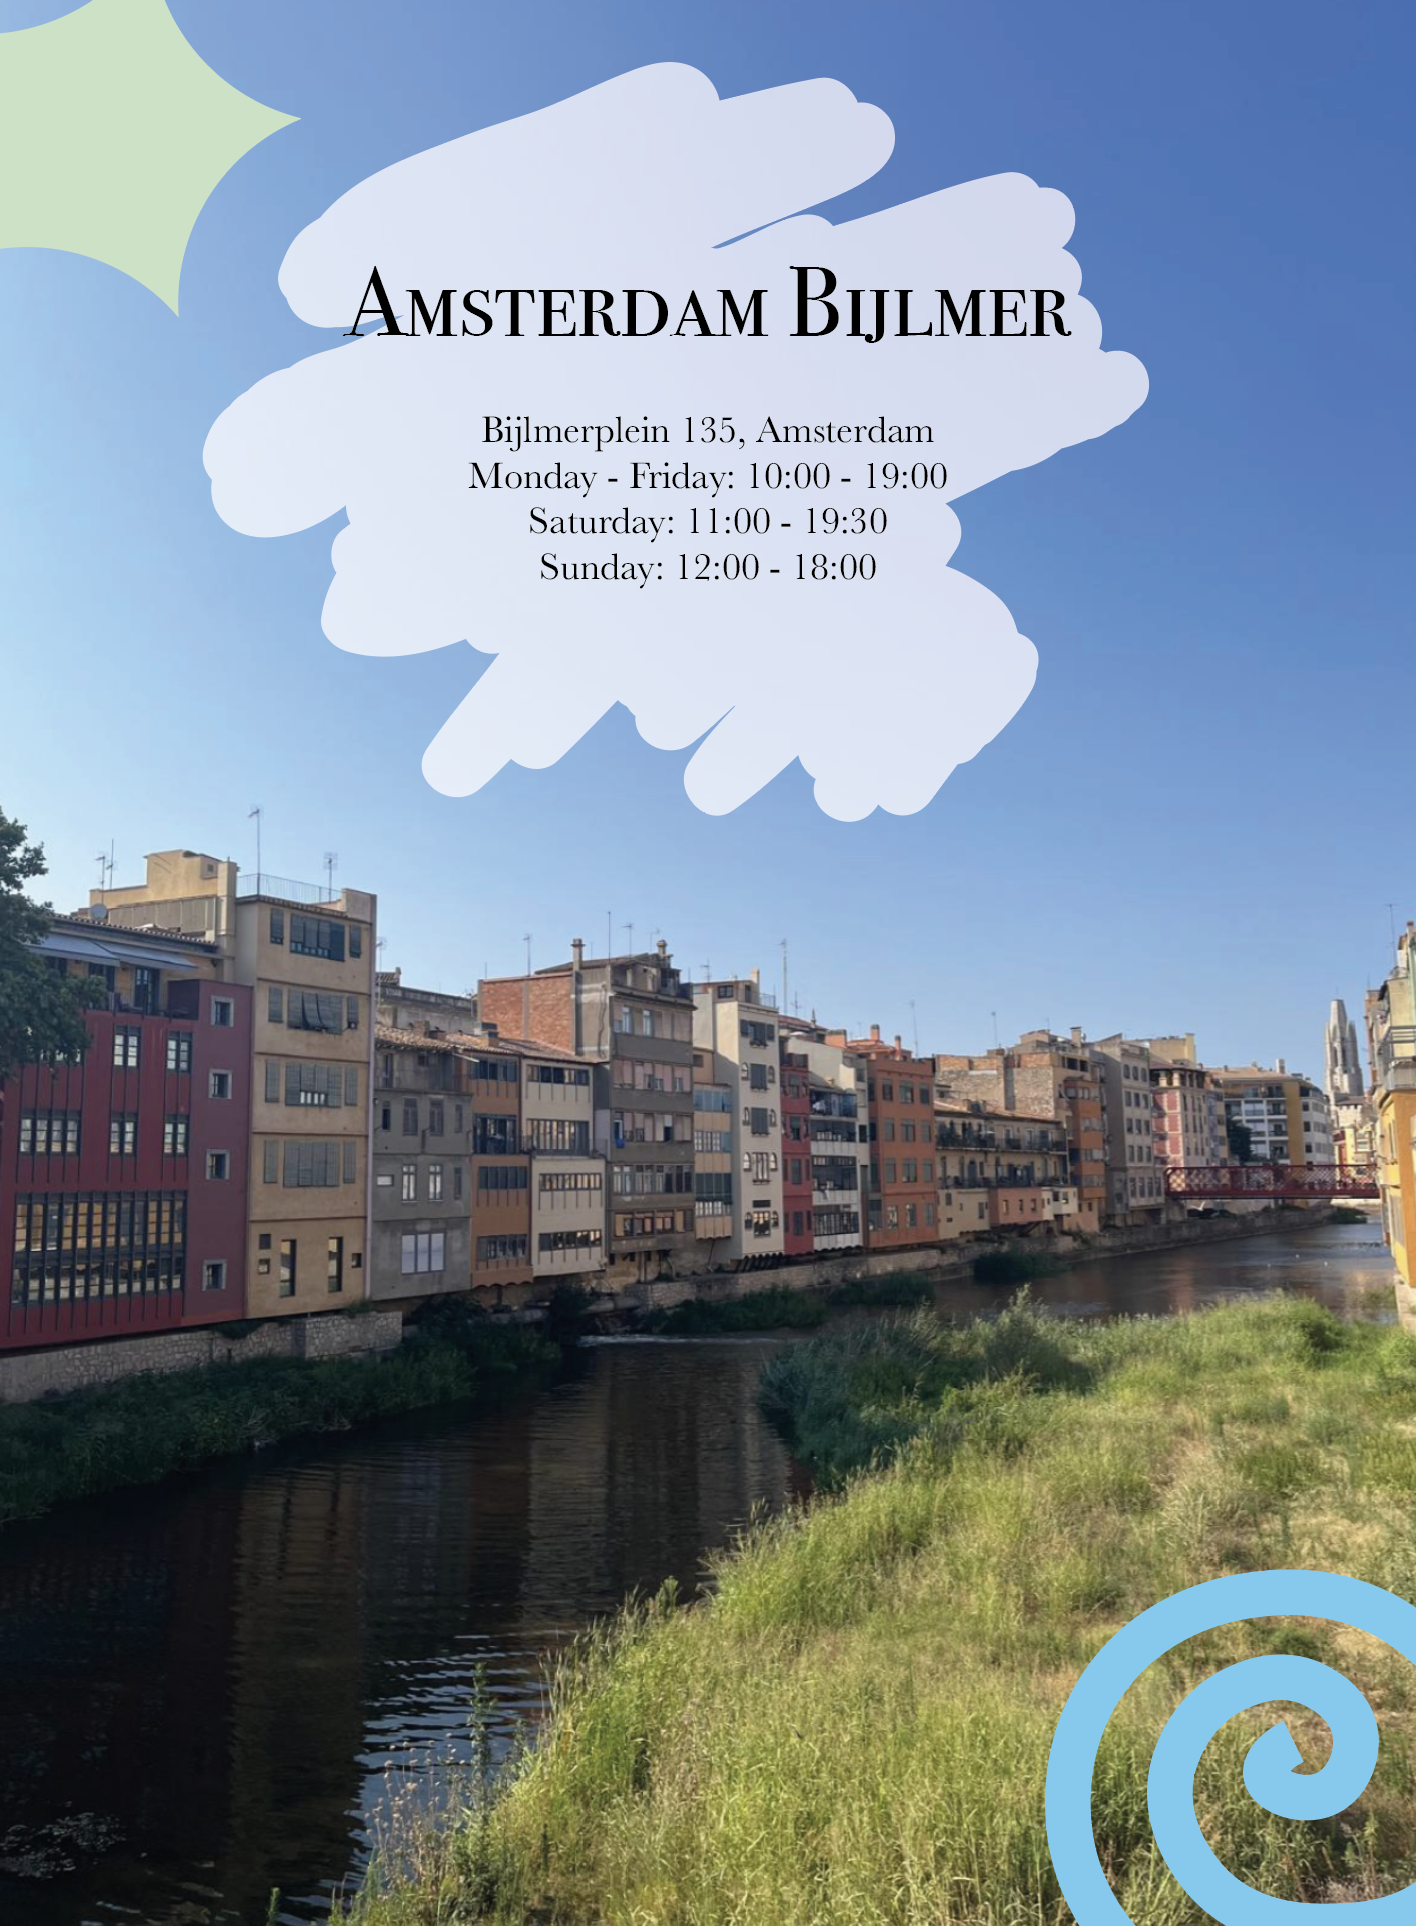 Amsterdam Bijlmer
Bijlmerplein 135, Amsterdam
Monday - Friday: 10:00 - 19:00
Saturday: 11:00 - 19:30
Sunday: 12:00 - 18:00